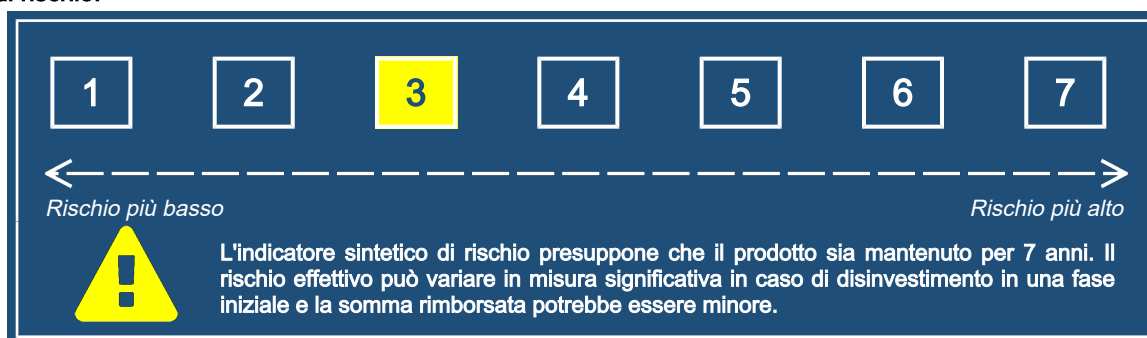 di rischio.
1 2 3 4 5 6 7
Rischio più basso Rischio più alto
L'indicatore sintetico di rischio presuppone che il prodotto sia mantenuto per 7 anni. Il
rischio effettivo può variare in misura significativa in caso di disinvestimento in una fase
iniziale e la somma rimborsata potrebbe essere minore.